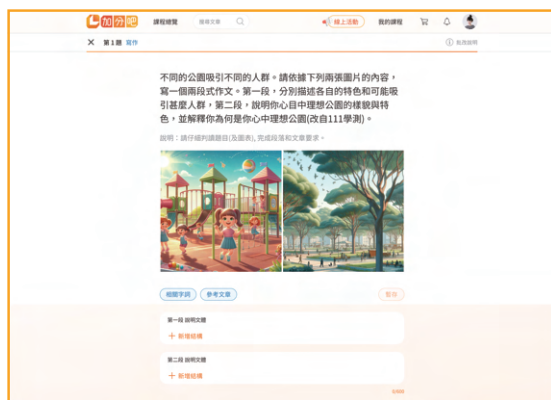 加分吧
課程總覽
搜尋文章
線上活動
我的課程
第1題 寫作
不同的公園吸引不同的人群。請依據下列兩張圖片的內容，
寫一個兩段式作文。第一段，分別描述各自的特色和可能吸
引甚麼人群，第二段，說明你心目中理想公園的樣貌與特
色，並解釋你為何是你心中理想公園(改自111學測)。
說明：請仔細判讀題目(及圖表), 完成段落和文章要求。
相關字詞
參考文章
暫存
第一段 說明文體
新增結構
第二段 說明文體
新增結構